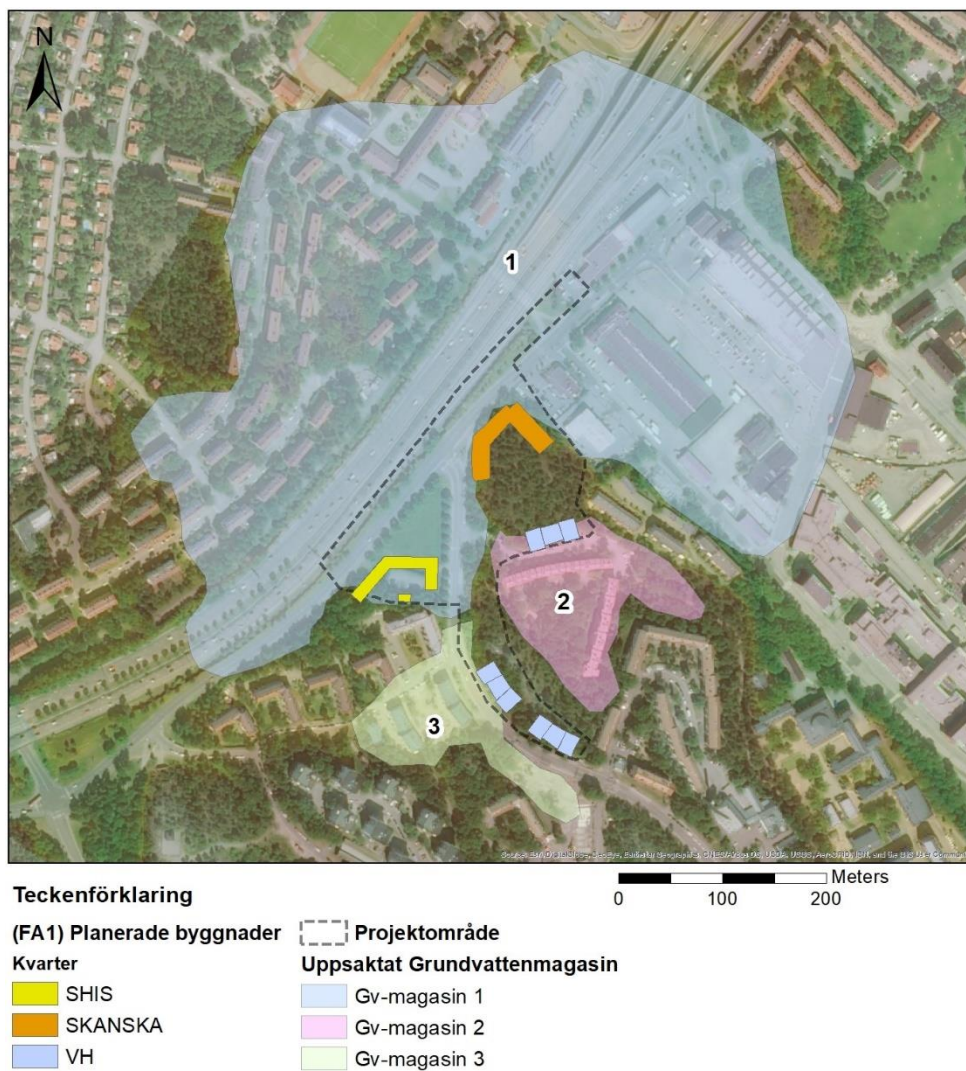 N
1
2
3
Meters
0 100 200
Teckenförklaring
(FA1) Planerade byggnader
Kvarter
SHIS
SKANSKA
VH
Projektområde
Uppsaktat Grundvattenmagasin
Gv-magasin 1
Gv-magasin 2
Gv-magasin 3